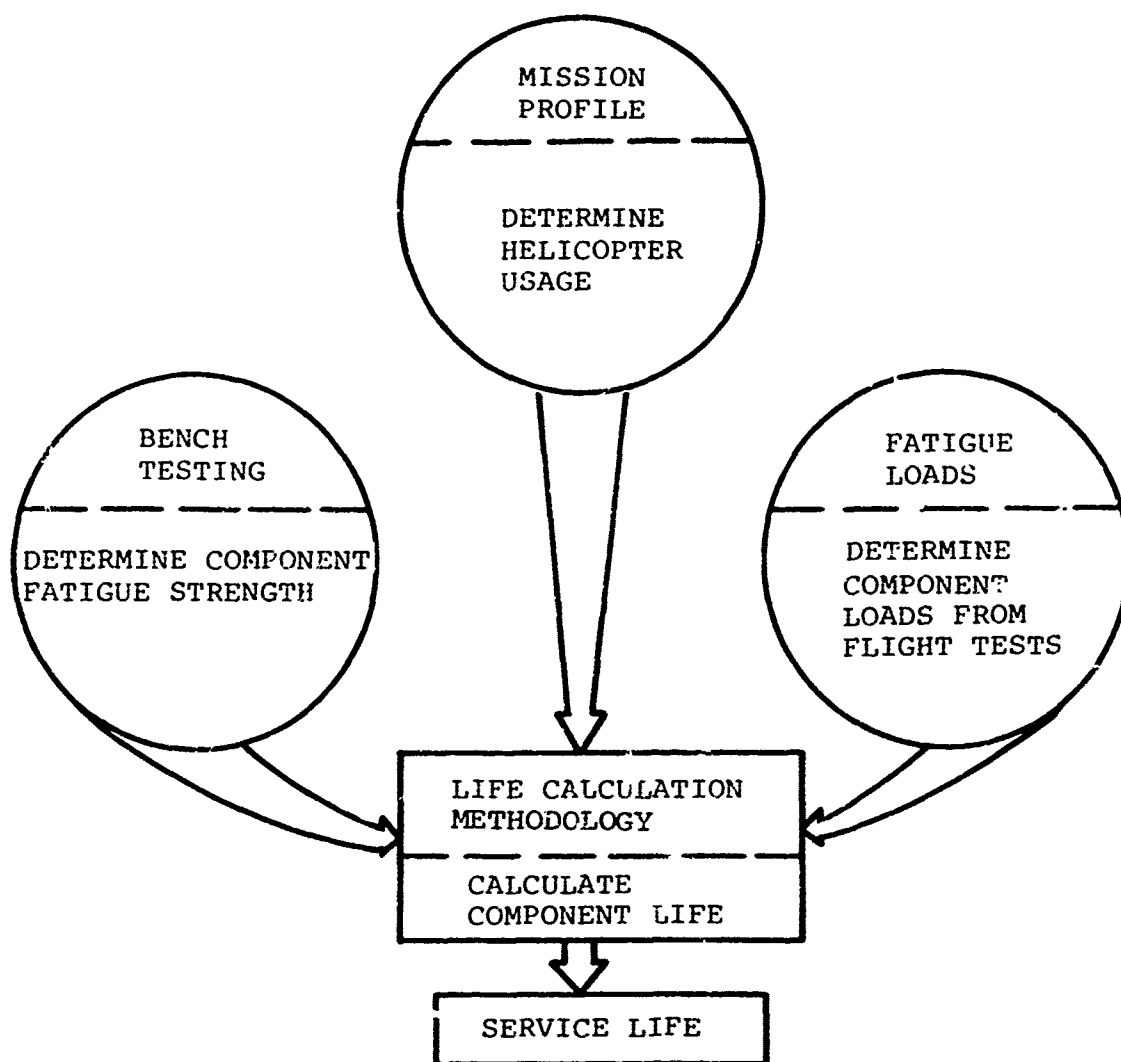 MISSION
PROFILE
DETERMINE
HELICOPTER
USAGE
BENCH
TESTING
DETERMINE COMPONENT
FATIGUE STRENGTH
FATIGUE
LOADS
DETERMINE
COMPONENT
LOADS FROM
FLIGHT TESTS
LIFE CALCULATION
METHODOLOGY
CALCULATE
COMPONENT LIFE
SERVICE LIFE